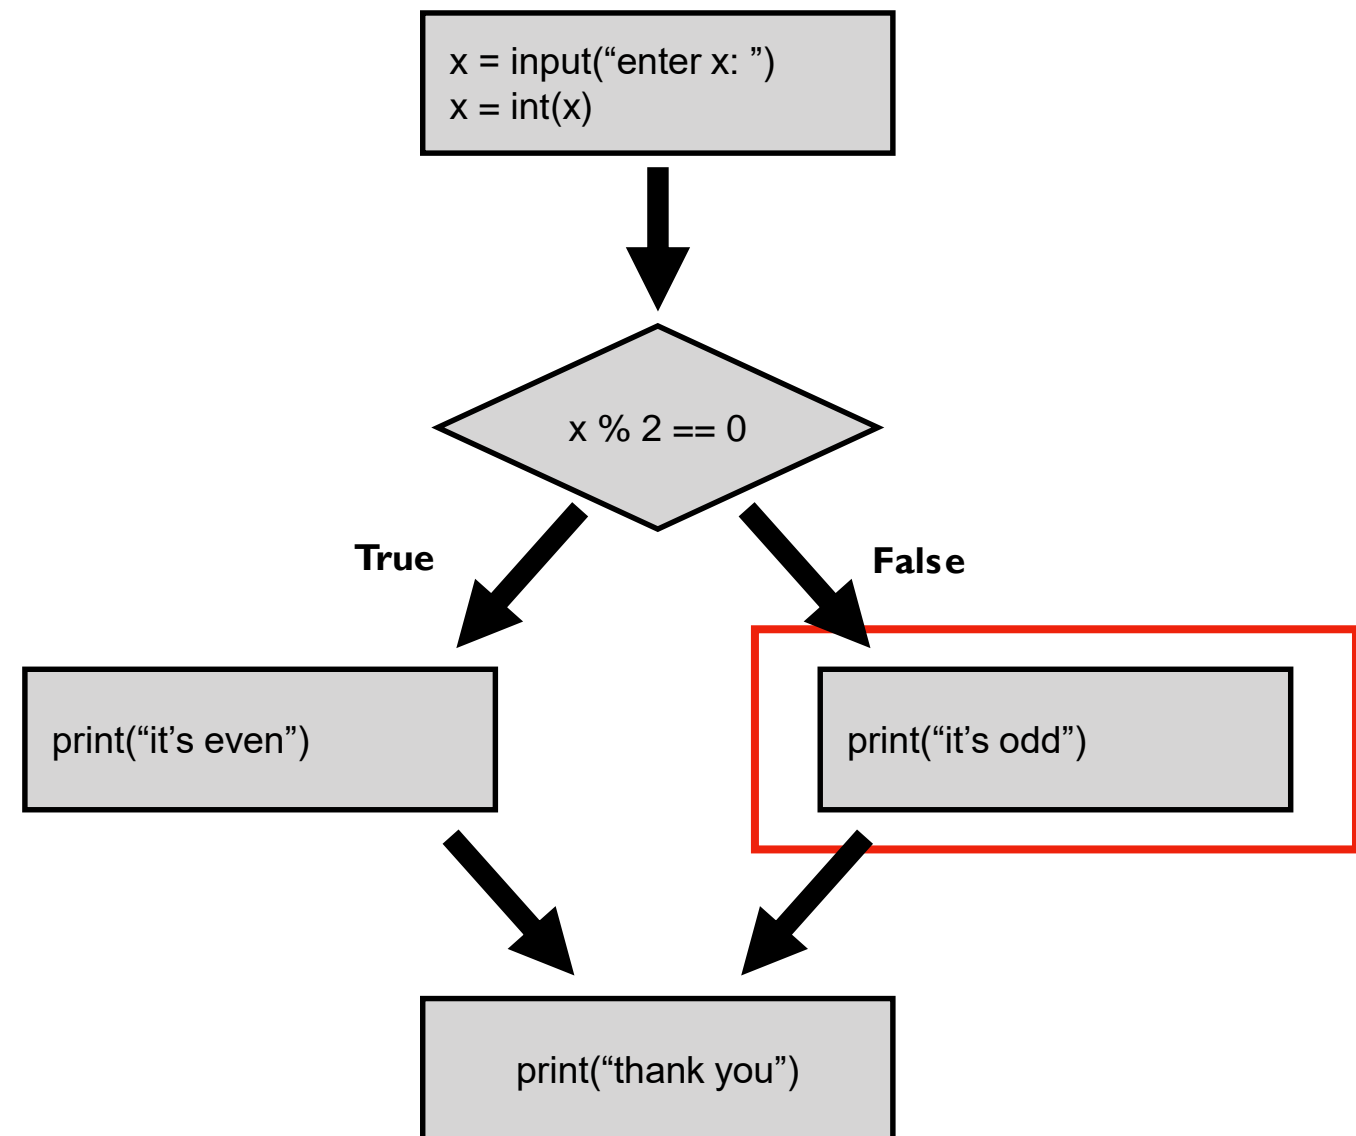 x = input(“enter x: ”)
x = int(x)
x % 2 == 0
True
False
print(“it’s even”)
print(“it’s odd”)
print(“thank you”)